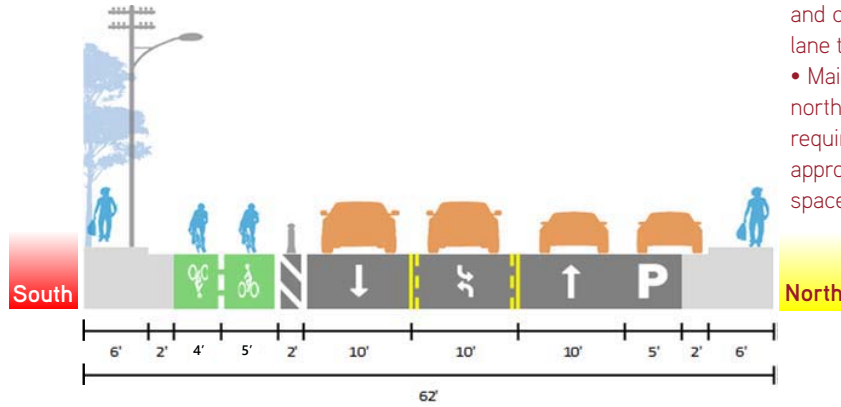 and
lane
• Mai
north
requi
appro
space
P
South
North
6' 2' 4' 5' 2' 10' 10' 10' 5' 2' 6'
62'